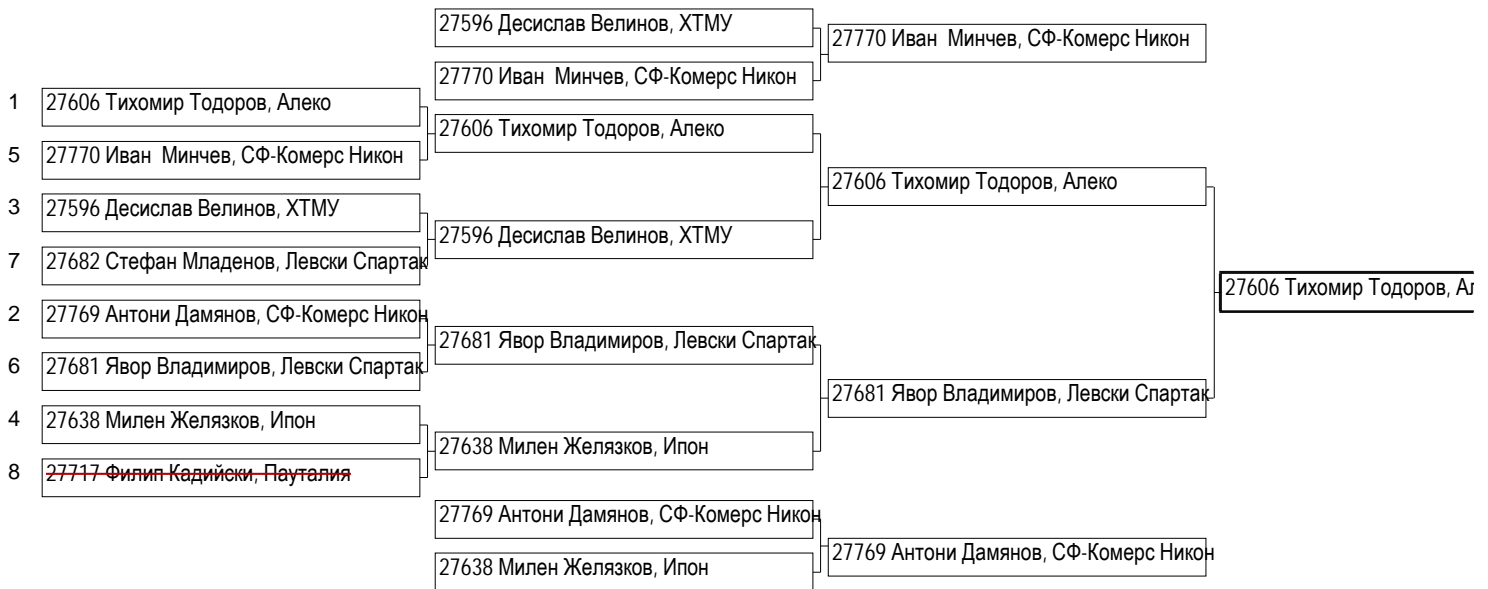 27596 Десислав Велинов, ХТМУ
27770 Иван Минчев, СФ-Комерс Никон
27770 Иван Минчев, СФ-Комерс Никон
1 27606 Тихомир Тодоров, Алеко
27606 Тихомир Тодоров, Алеко
5 27770 Иван Минчев, СФ-Комерс Никон
27606 Тихомир Тодоров, Алеко
3 27596 Десислав Велинов, ХТМУ
27596 Десислав Велинов, ХТМУ
7 27682 Стефан Младенов, Левски Спартак
27606 Тихомир Тодоров, Ал
2 27769 Антони Дамянов, СФ-Комерс Никон
27681 Явор Владимиров, Левски Спартак
6 27681 Явор Владимиров, Левски Спартак
27681 Явор Владимиров, Левски Спартак
4 27638 Милен Желязков, Ипон
27638 Милен Желязков, Ипон
8 27717 Филип Кадийски, Пауталия
27769 Антони Дамянов, СФ-Комерс Никон
27769 Антони Дамянов, СФ-Комерс Никон
27638 Милен Желязков, Ипон